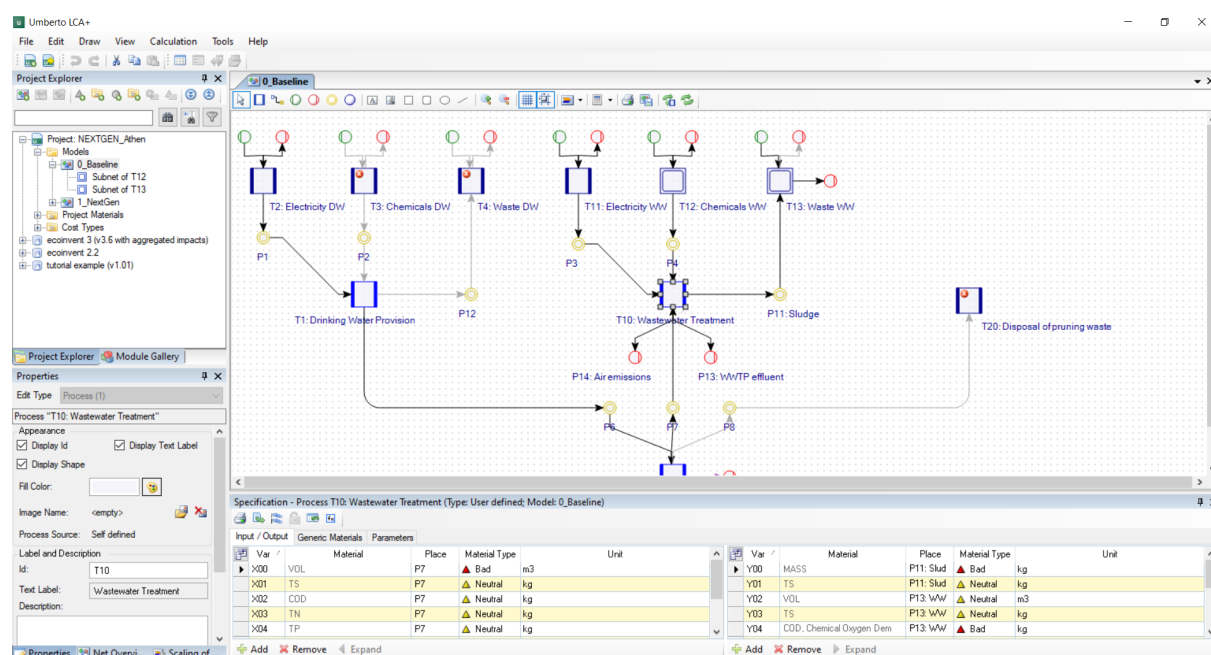 Umberto LCA+
File Edit Draw View Calculation Tools Help
Project Explorer
0_Baseline
Project: NEXTGEN_Athen
Models
0_Baseline
Subnet of T12
Subnet of T13
1_NextGen
Project Materials
Cost Types
ecoinvent 3 (v3.6 with aggregated impacts)
ecoinvent 2.2
tutorial example (v1.01)
Project Explorer Module Gallery
T2: Electricity DW T3: Chemicals DW T4: Waste DW T11: Electricity WW T12: Chemicals WW T13: Waste WW
P1 P2 P3 P4
T1: Drinking Water Provision P12 T10: Wastewater Treatment P11: Sludge T20: Disposal of pruning waste
P14: Air emissions P13: WWTP effluent
P6 P7 P8
Properties
Edit Type Process (1)
Process "T10: Wastewater Treatment"
Appearance
Display Id Display Text Label
Display Shape
Fill Color:
Image Name: <empty>
Process Source: Self defined
Label and Description
Id: T10
Text Label: Wastewater Treatment
Description:
Properties Net Overvi... Scaling of
Specification - Process T10: Wastewater Treatment (Type: User defined; Model: 0_Baseline)
Input / Output Generic Materials Parameters
Var Material Place Material Type Unit
X00 VOL P7 Bad m3
X01 TS P7 Neutral kg
X02 COD P7 Neutral kg
X03 TN P7 Neutral kg
X04 TP P7 Neutral kg
Add Remove Expand
Var Material Place Material Type Unit
Y00 MASS P11: Slud Bad kg
Y01 TS P11: Slud Neutral kg
Y02 VOL P13: WW Neutral m3
Y03 TS P13: WW Neutral kg
Y04 COD, Chemical Oxygen Dem P13: WW Bad kg
Add Remove Expand